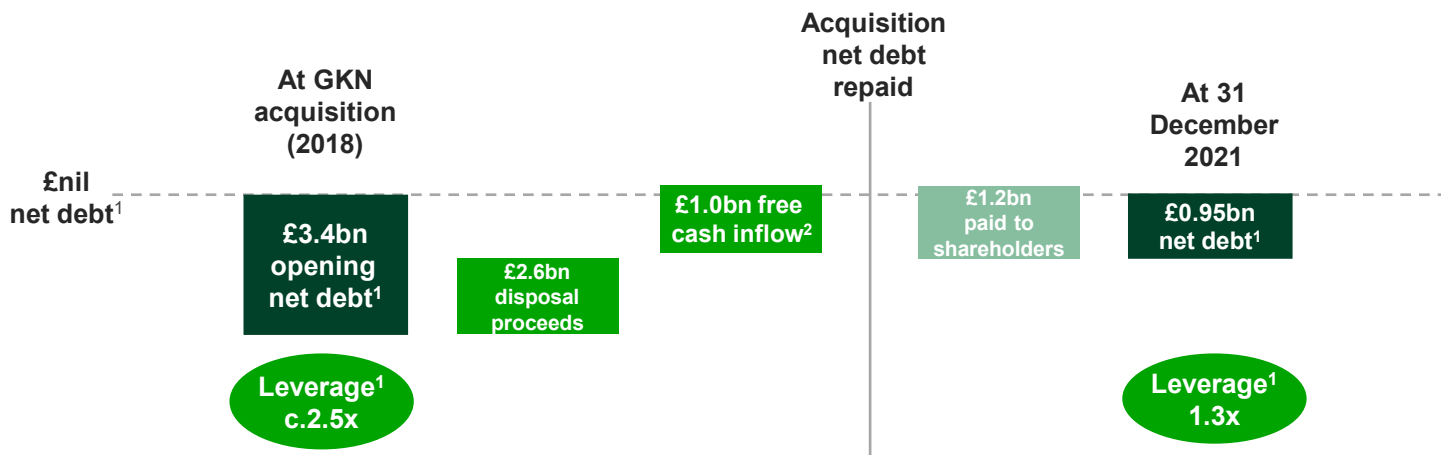 Acquisition
net debt
repaid
At GKN
acquisition
(2018)
At 31
December
2021
£nil
net debt¹
£3.4bn
opening
net debt¹
£2.6bn
disposal
proceeds
£1.0bn free
cash inflow²
£1.2bn
paid to
shareholders
£0.95bn
net debt¹
Leverage¹
c.2.5x
Leverage¹
1.3x